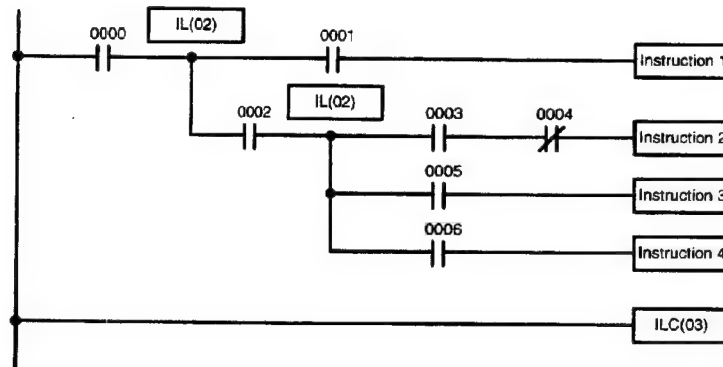 IL(02)
0000
0001
Instruction 1
IL(02)
0002
0003
0004
Instruction 2
0005
Instruction 3
0006
Instruction 4
ILC(03)